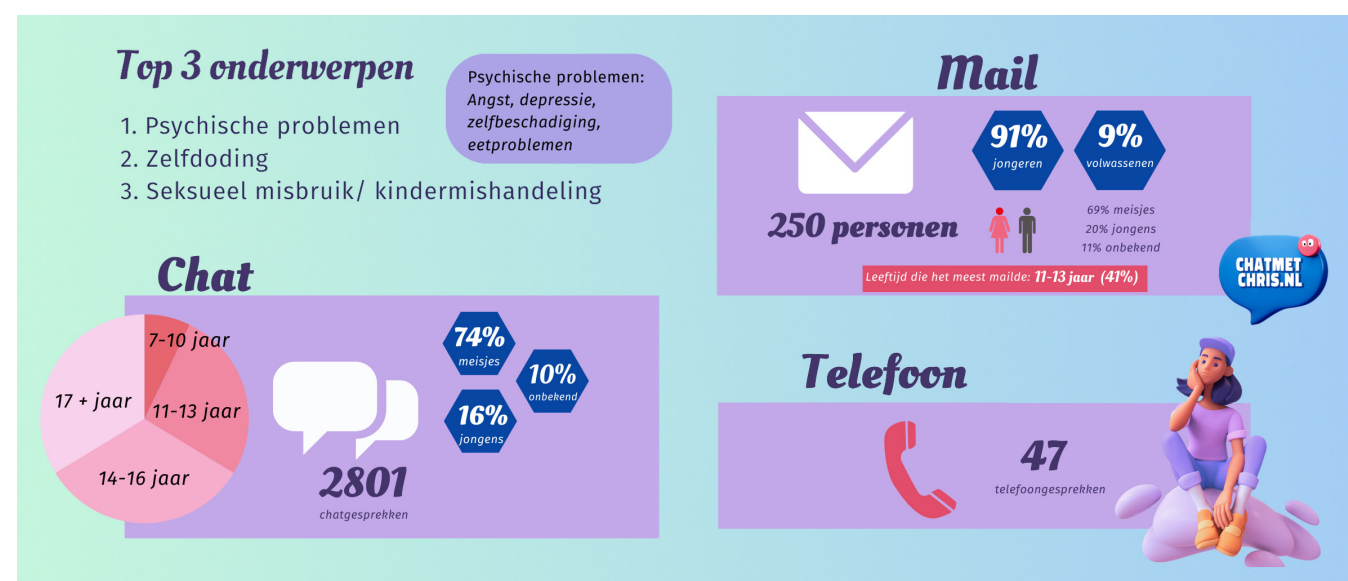 Top 3 onderwerpen
1. Psychische problemen
2. Zelfdoding
3. Seksueel misbruik/ kindermishandeling
Psychische problemen:
Angst, depressie,
zelfbeschadiging,
eetproblemen
Chat
7-10 jaar
11-13 jaar
14-16 jaar
17 + jaar
2801
chatgesprekken
74%
meisjes
10%
onbekend
16%
jongens
Mail
250 personen
91%
jongeren
9%
volwassenen
69% meisjes
20% jongens
11% onbekend
Leeftijd die het meest mailde: 11-13 jaar (41%)
CHATMET
CHRIS.NL
Telefoon
47
telefoongesprekken